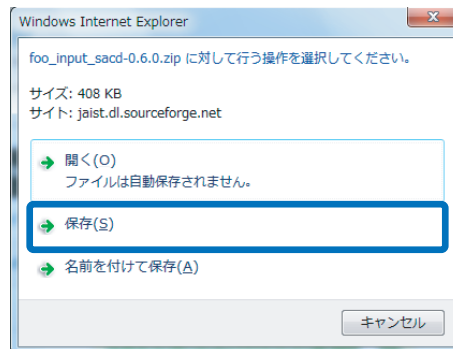 Windows Internet Explorer
foo_input_sacd-0.6.0.zip に対して行う操作を選択してください。
サイズ: 408 KB
サイト: jaist.dl.sourceforge.net
開く(O)
ファイルは自動保存されません。
保存(S)
名前を付けて保存(A)
キャンセル